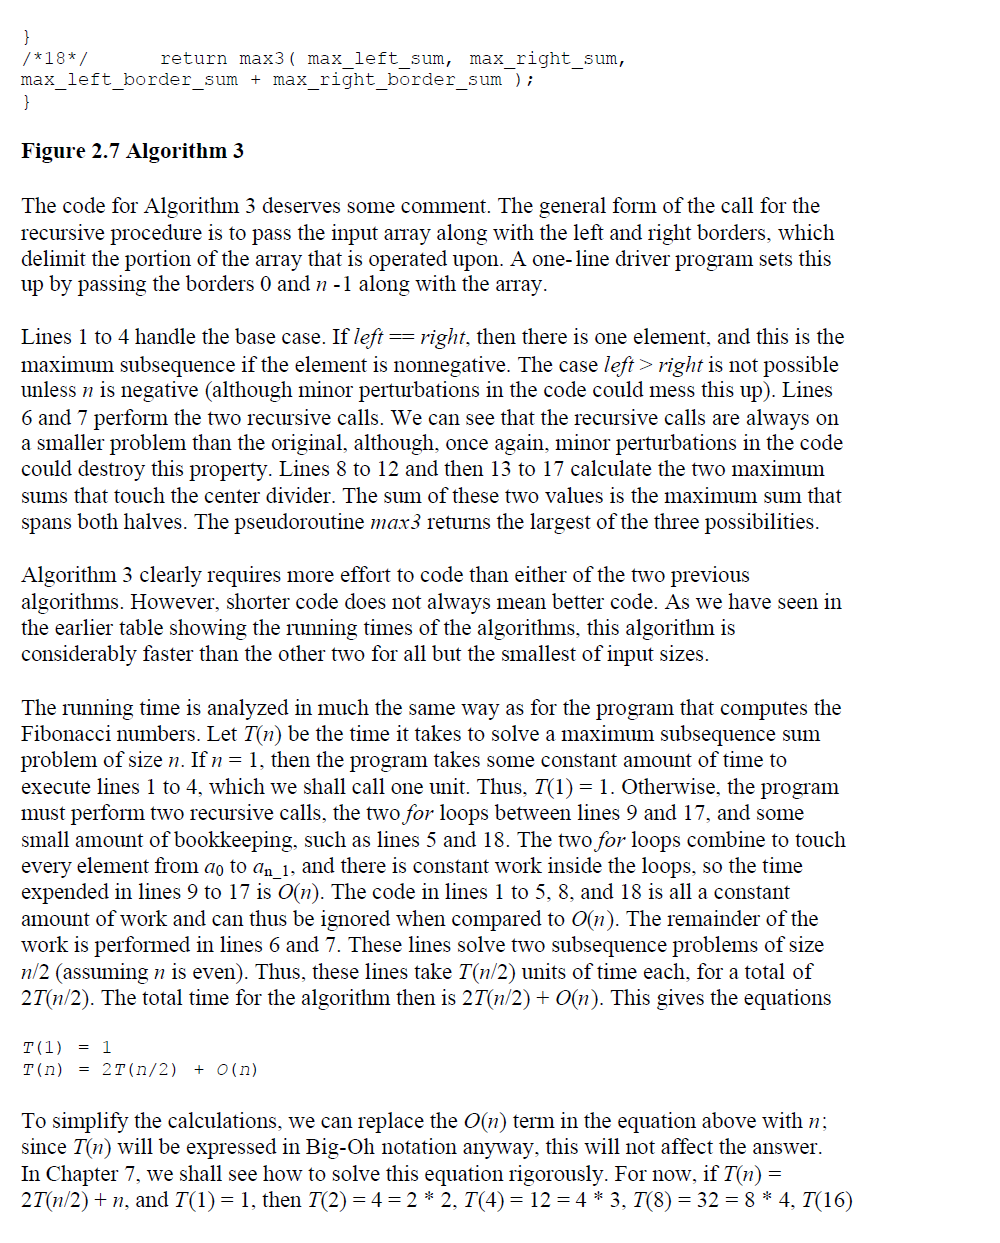 }
/*18*/ return max3( max_left_sum, max_right_sum,
max_left_border_sum + max_right_border_sum );
}
Figure 2.7 Algorithm 3
The code for Algorithm 3 deserves some comment. The general form of the call for the
recursive procedure is to pass the input array along with the left and right borders, which
delimit the portion of the array that is operated upon. A one-line driver program sets this
up by passing the borders 0 and n -1 along with the array.
Lines 1 to 4 handle the base case. If left == right, then there is one element, and this is the
maximum subsequence if the element is nonnegative. The case left > right is not possible
unless n is negative (although minor perturbations in the code could mess this up). Lines
6 and 7 perform the two recursive calls. We can see that the recursive calls are always on
a smaller problem than the original, although, once again, minor perturbations in the code
could destroy this property. Lines 8 to 12 and then 13 to 17 calculate the two maximum
sums that touch the center divider. The sum of these two values is the maximum sum that
spans both halves. The pseudoroutine max3 returns the largest of the three possibilities.
Algorithm 3 clearly requires more effort to code than either of the two previous
algorithms. However, shorter code does not always mean better code. As we have seen in
the earlier table showing the running times of the algorithms, this algorithm is
considerably faster than the other two for all but the smallest of input sizes.
The running time is analyzed in much the same way as for the program that computes the
Fibonacci numbers. Let T(n) be the time it takes to solve a maximum subsequence sum
problem of size n. If n = 1, then the program takes some constant amount of time to
execute lines 1 to 4, which we shall call one unit. Thus, T(1) = 1. Otherwise, the program
must perform two recursive calls, the two for loops between lines 9 and 17, and some
small amount of bookkeeping, such as lines 5 and 18. The two for loops combine to touch
every element from a0 to an_1, and there is constant work inside the loops, so the time
expended in lines 9 to 17 is O(n). The code in lines 1 to 5, 8, and 18 is all a constant
amount of work and can thus be ignored when compared to O(n). The remainder of the
work is performed in lines 6 and 7. These lines solve two subsequence problems of size
n/2 (assuming n is even). Thus, these lines take T(n/2) units of time each, for a total of
2T(n/2). The total time for the algorithm then is 2T(n/2) + O(n). This gives the equations
T(1) = 1
T(n) = 2T(n/2) + O(n)
To simplify the calculations, we can replace the O(n) term in the equation above with n;
since T(n) will be expressed in Big-Oh notation anyway, this will not affect the answer.
In Chapter 7, we shall see how to solve this equation rigorously. For now, if T(n) =
2T(n/2) + n, and T(1) = 1, then T(2) = 4 = 2 * 2, T(4) = 12 = 4 * 3, T(8) = 32 = 8 * 4, T(16)